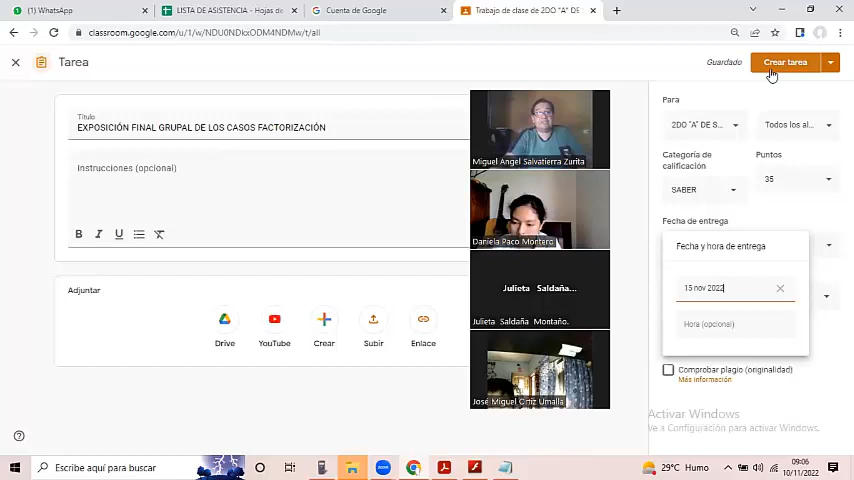 (1) WhatsApp
LISTA DE ASISTENCIA - Hojas de
Cuenta de Google
Trabajo de clase de 2DO "A" DE S
classroom.google.com/u/1/w/NDU0NDkxODM4NDMw/t/all
Tarea
Guardado
Crear tarea
Título
EXPOSICIÓN FINAL GRUPAL DE LOS CASOS FACTORIZACIÓN
Instrucciones (opcional)
B I U
Adjuntar
Drive
YouTube
Crear
Subir
Enlace
Miguel Angel Salvatierra Zurita
Daniela Paco Montero
Julieta Saldaña...
Julieta Saldaña Montaño.
José Miguel Ortiz Umalla
Para
2DO "A" DE S...
Todos los al...
Categoría de calificación
Puntos
SABER
35
Fecha de entrega
Fecha y hora de entrega
15 nov 2022
Hora (opcional)
Comprobar plagio (originalidad)
Más información
Activar Windows
Ve a Configuración para activar Windows.
Escribe aquí para buscar
zoom
29°C Humo
09:06
10/11/2022